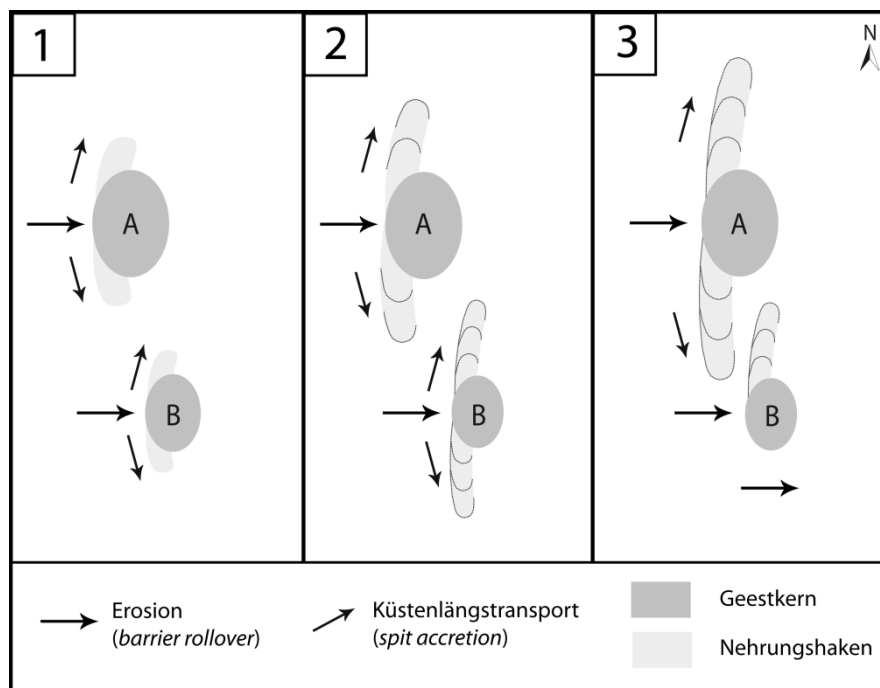 1
2
3
N
A
A
A
B
B
B
Erosion
(barrier rollover)
Küstenlängstransport
(spit accretion)
Geestkern
Nehrungshaken